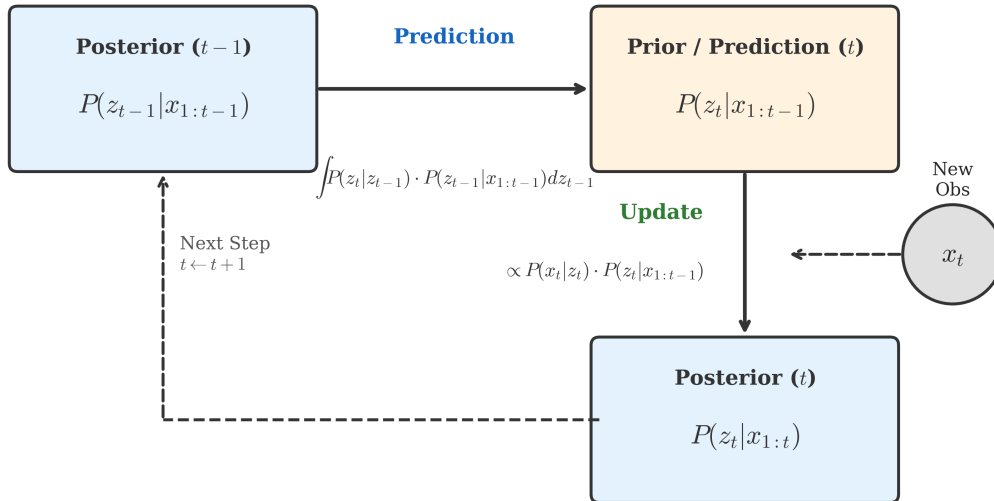 Posterior (t − 1)
P(z_{t−1}|x_{1:t−1})
Prediction
∫P(z_t|z_{t−1}) · P(z_{t−1}|x_{1:t−1})dz_{t−1}
Prior / Prediction (t)
P(z_t|x_{1:t−1})
New
Obs
x_t
Update
∝ P(x_t|z_t) · P(z_t|x_{1:t−1})
Next Step
t ← t + 1
Posterior (t)
P(z_t|x_{1:t})